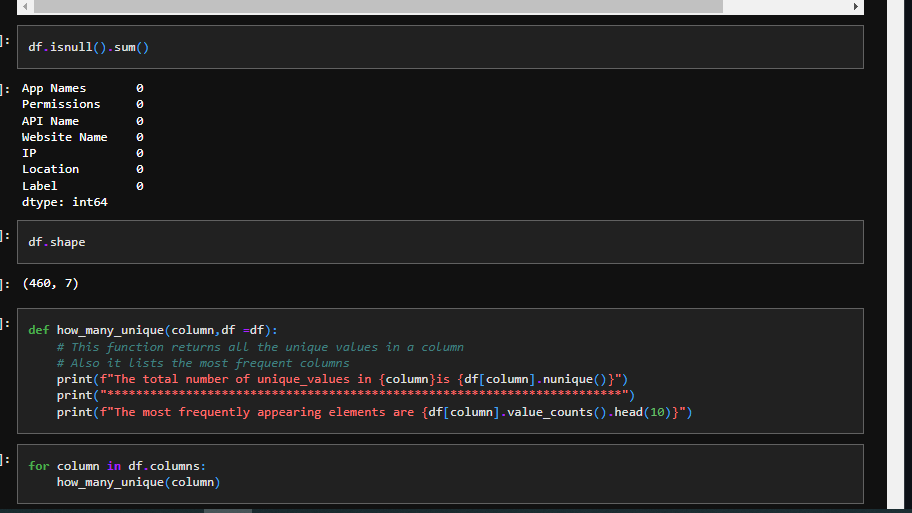 ]:
df.isnull().sum()
]:
App Names       0
Permissions     0
API Name        0
Website Name    0
IP              0
Location        0
Label           0
dtype: int64
]:
df.shape
]:
(460, 7)
]:
def how_many_unique(column,df =df):
    # This function returns all the unique values in a column
    # Also it lists the most frequent columns
    print(f"The total number of unique_values in {column}is {df[column].nunique()}")
    print("************************************************************************")
    print(f"The most frequently appearing elements are {df[column].value_counts().head(10)}")
]:
for column in df.columns:
    how_many_unique(column)